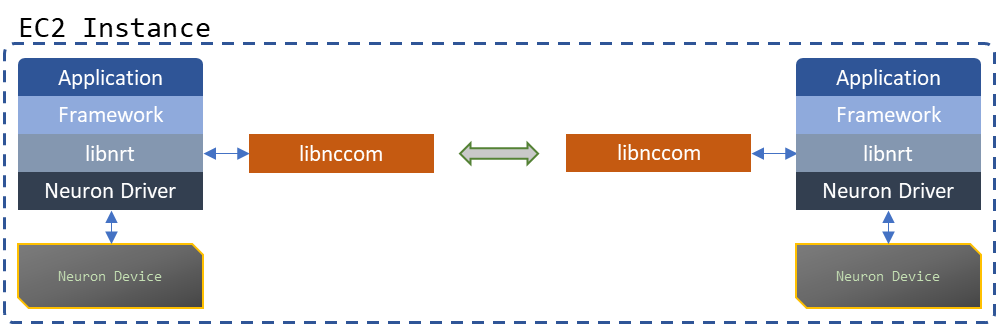 EC2 Instance
Application
Framework
libnrt
Neuron Driver
Neuron Device
libnccom
libnccom
Application
Framework
libnrt
Neuron Driver
Neuron Device